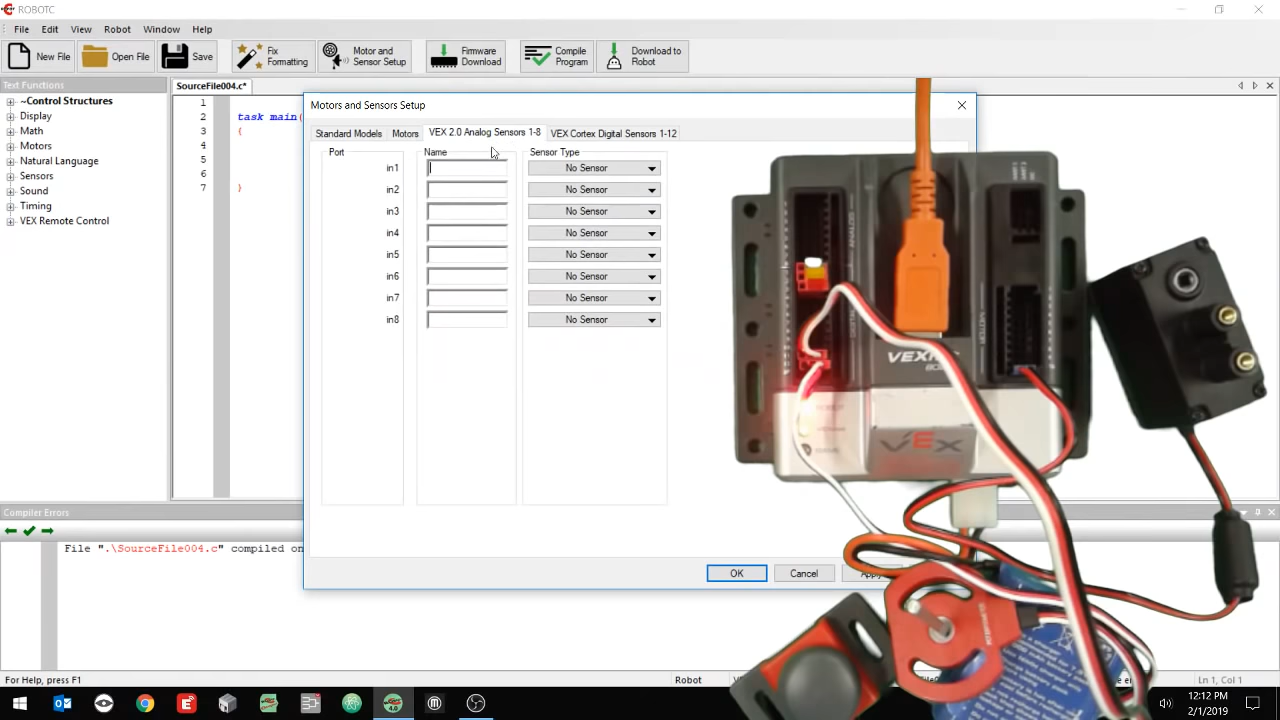 ROBOTC
File Edit View Robot Window Help
New File Open File Save Fix Formatting Motor and Sensor Setup Firmware Download Compile Program Download to Robot
Text Functions
SourceFile004.c*
~Control Structures
Display
Math
Motors
Natural Language
Sensors
Sound
Timing
VEX Remote Control
1
2 task main(
3 {
4
5
6
7 }
Motors and Sensors Setup
Standard Models Motors VEX 2.0 Analog Sensors 1-8 VEX Cortex Digital Sensors 1-12
Port Name Sensor Type
in1 No Sensor
in2 No Sensor
in3 No Sensor
in4 No Sensor
in5 No Sensor
in6 No Sensor
in7 No Sensor
in8 No Sensor
OK Cancel Apply
VEX
Compiler Errors
File ".\SourceFile004.c" compiled on
For Help, press F1
Robot
Ln 1, Col 1
12:12 PM
2/1/2019